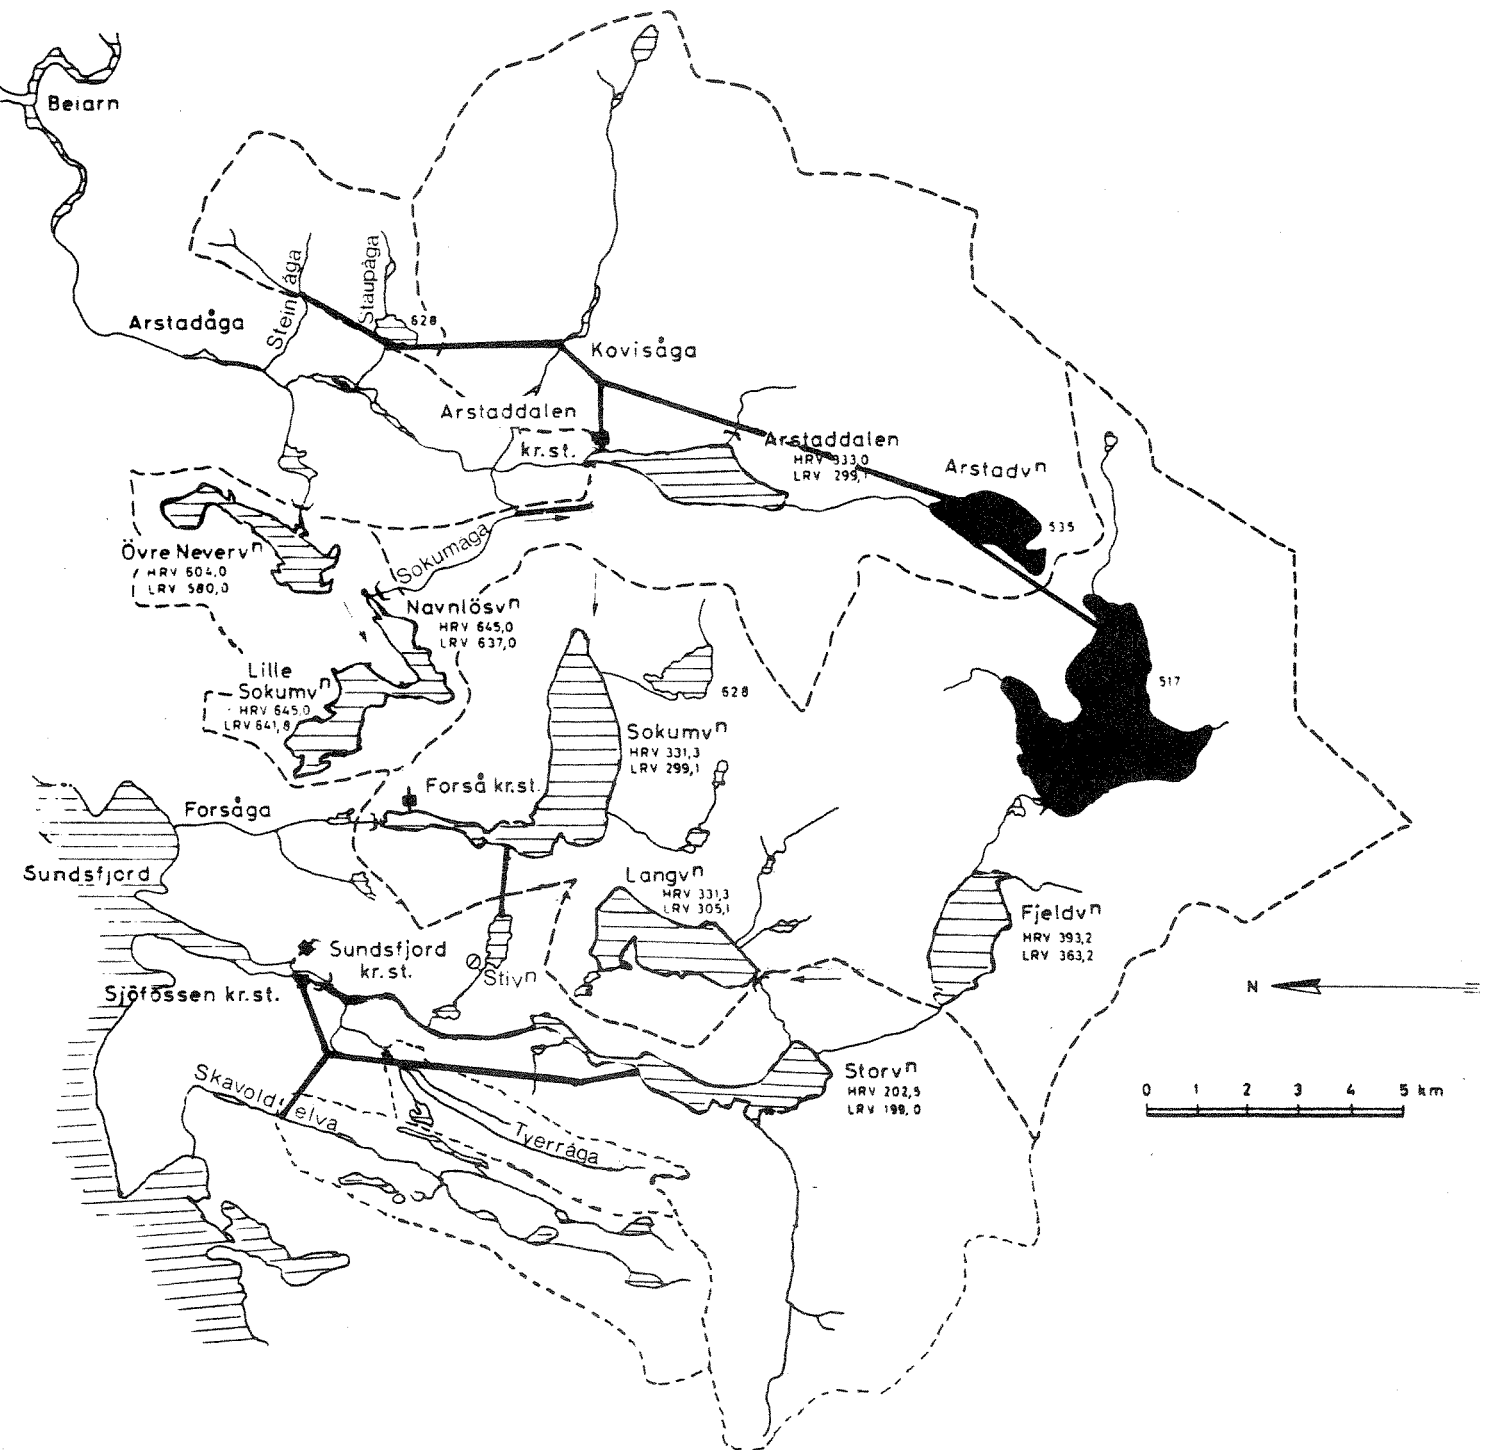 Beiarn
Steinåga
Staupåga
628
Arstadåga
Kovisåga
Arstaddalen
kr.st.
Arstaddalen
HRV 333,0
LRV 299,1
Arstadvn
535
Övre Nevervn
HRV 604,0
LRV 580,0
Sokumåga
Navnlösvn
HRV 645,0
LRV 637,0
Lille
Sokumvn
HRV 645,0
LRV 641,8
628
517
Sokumvn
HRV 331,3
LRV 299,1
Forså kr.st.
Forsåga
Sundsfjord
Langvn
HRV 331,3
LRV 305,1
Fjeldvn
HRV 393,2
LRV 363,2
Sundsfjord
kr.st.
Stivn
Sjöfossen kr.st.
N
Skavold elva
Storvn
HRV 202,5
LRV 199,0
0 1 2 3 4 5 km
Tverråga